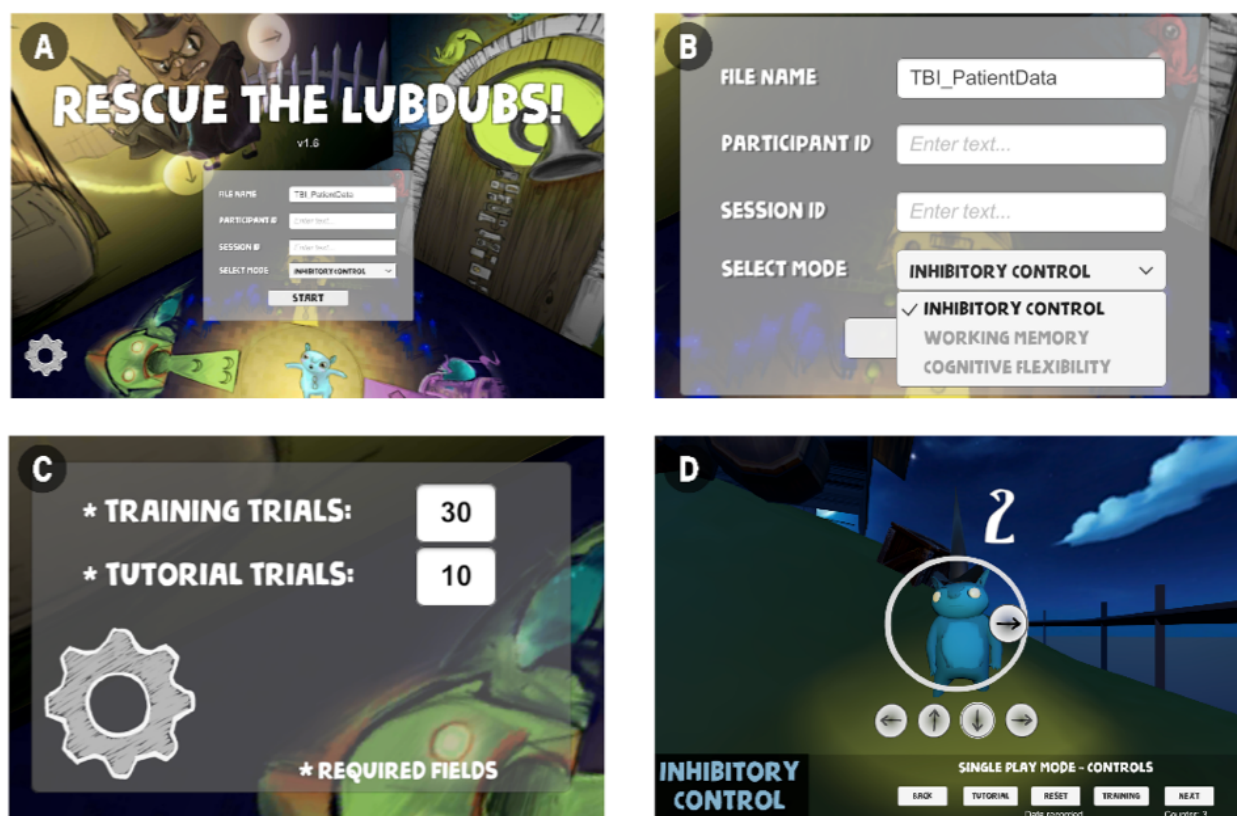 A
RESCUE THE LUBDUBS!
v1.6
FILE NAME TBI_PatientData
PARTICIPANT ID Enter text...
SESSION ID Enter text...
SELECT MODE INHIBITORY CONTROL
START
B
FILE NAME TBI_PatientData
PARTICIPANT ID Enter text...
SESSION ID Enter text...
SELECT MODE INHIBITORY CONTROL
INHIBITORY CONTROL
WORKING MEMORY
COGNITIVE FLEXIBILITY
C
* TRAINING TRIALS: 30
* TUTORIAL TRIALS: 10
* REQUIRED FIELDS
D
2
INHIBITORY
CONTROL
SINGLE PLAY MODE - CONTROLS
BACK TUTORIAL RESET TRAINING NEXT
Data recorded Counter: 3